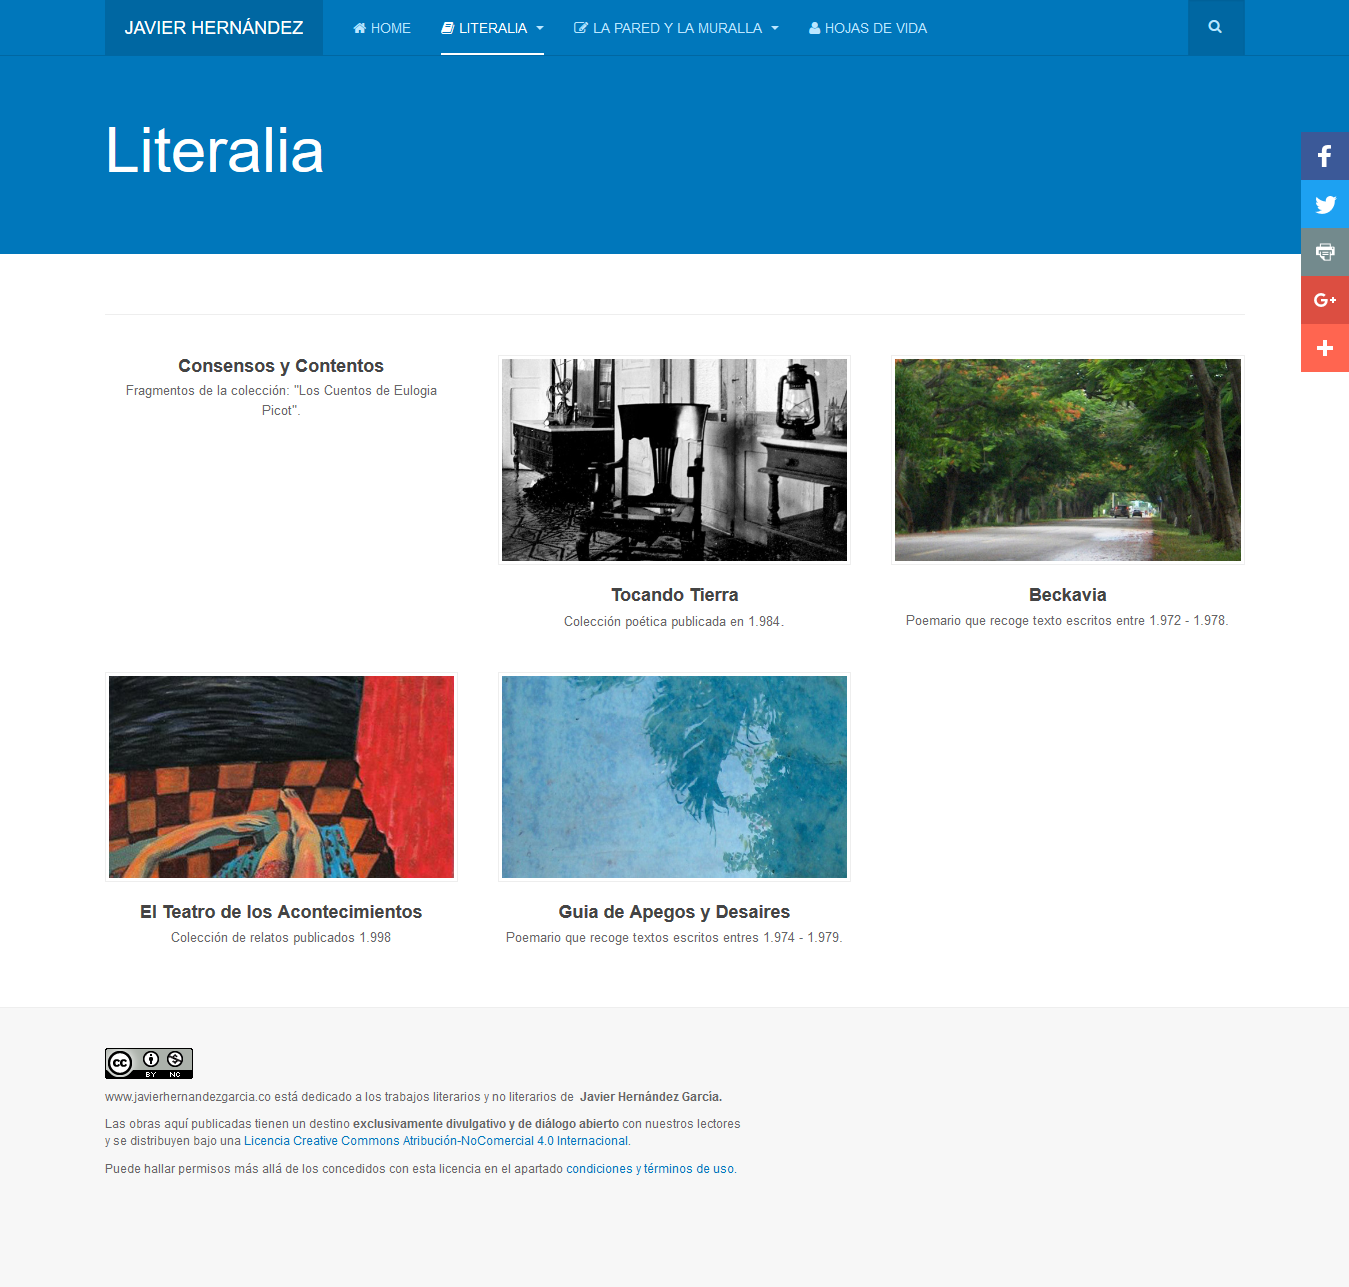 JAVIER HERNÁNDEZ
HOME
LITERALIA
LA PARED Y LA MURALLA
HOJAS DE VIDA
Literalia
Consensos y Contentos
Fragmentos de la colección: "Los Cuentos de Eulogia
Picot".
Tocando Tierra
Colección poética publicada en 1.984.
Beckavia
Poemario que recoge texto escritos entre 1.972 - 1.978.
El Teatro de los Acontecimientos
Colección de relatos publicados 1.998
Guia de Apegos y Desaires
Poemario que recoge textos escritos entres 1.974 - 1.979.
cc BY NC
www.javierhernandezgarcia.co está dedicado a los trabajos literarios y no literarios de Javier Hernández García.
Las obras aquí publicadas tienen un destino exclusivamente divulgativo y de diálogo abierto con nuestros lectores
y se distribuyen bajo una Licencia Creative Commons Atribución-NoComercial 4.0 Internacional.
Puede hallar permisos más allá de los concedidos con esta licencia en el apartado condiciones y términos de uso.